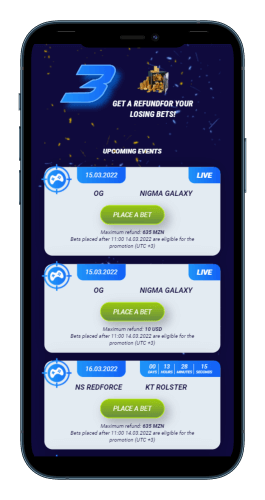 3
GET A REFUNDFOR YOUR
LOSING BETS!
UPCOMING EVENTS
15.03.2022 LIVE
OG NIGMA GALAXY
PLACE A BET
Maximum refund: 635 MZN
Bets placed after 11:00 14.03.2022 are eligible for the
promotion (UTC +3)
15.03.2022 LIVE
OG NIGMA GALAXY
PLACE A BET
Maximum refund: 10 USD
Bets placed after 11:00 14.03.2022 are eligible for the
promotion (UTC +3)
16.03.2022 00 13 28 15
DAYS HOURS MINUTES SECONDS
NS REDFORCE KT ROLSTER
PLACE A BET
Maximum refund: 635 MZN
Bets placed after 11:00 14.03.2022 are eligible for the
promotion (UTC +3)